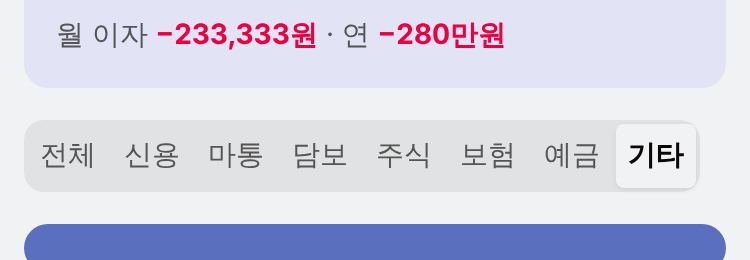 월 이자 −233,333원 · 연 −280만원
전체 신용 마통 담보 주식 보험 예금 기타